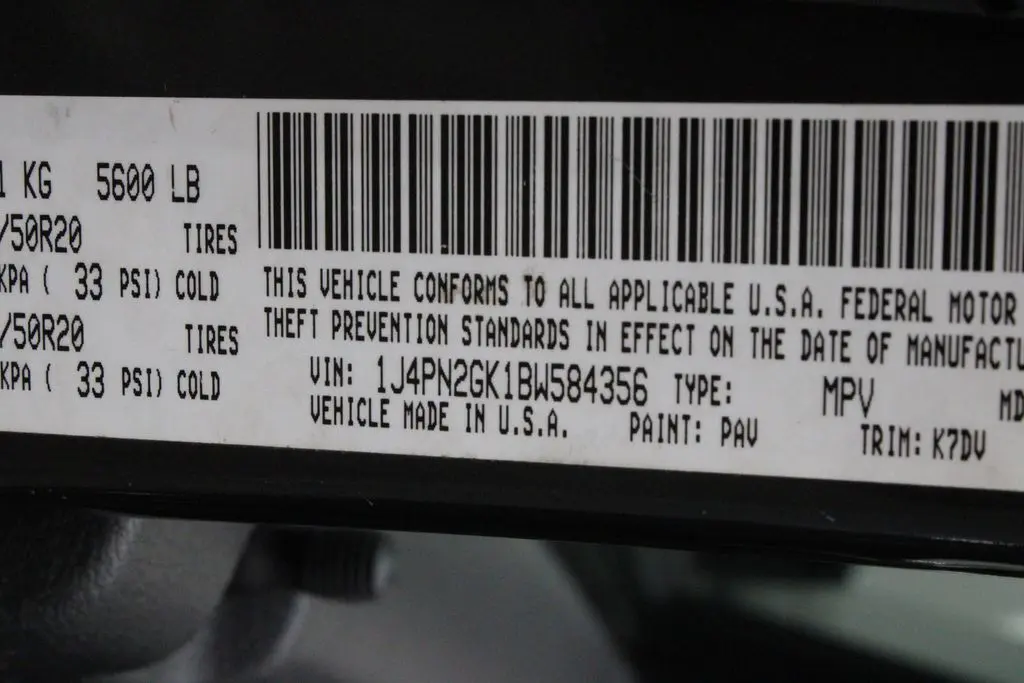 1 KG 5600 LB
/50R20 TIRES
KPA ( 33 PSI) COLD
/50R20 TIRES
KPA ( 33 PSI) COLD
THIS VEHICLE CONFORMS TO ALL APPLICABLE U.S.A. FEDERAL MOTOR
THEFT PREVENTION STANDARDS IN EFFECT ON THE DATE OF MANUFACTU
VIN: 1J4PN2GK1BW584356 TYPE: MPV MD
VEHICLE MADE IN U.S.A. PAINT: PAV TRIM: K7DV